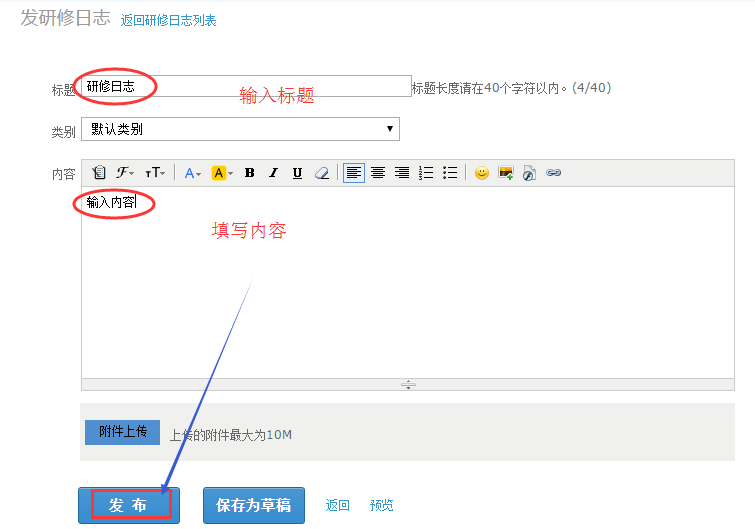 发研修日志 返回研修日志列表
标题 研修日志 输入标题 标题长度请在40个字符以内。(4/40)
类别 默认类别
内容 ℱ TT A A B I U
输入内容
填写内容
附件上传 上传的附件最大为10M
发 布 保存为草稿 返回 预览